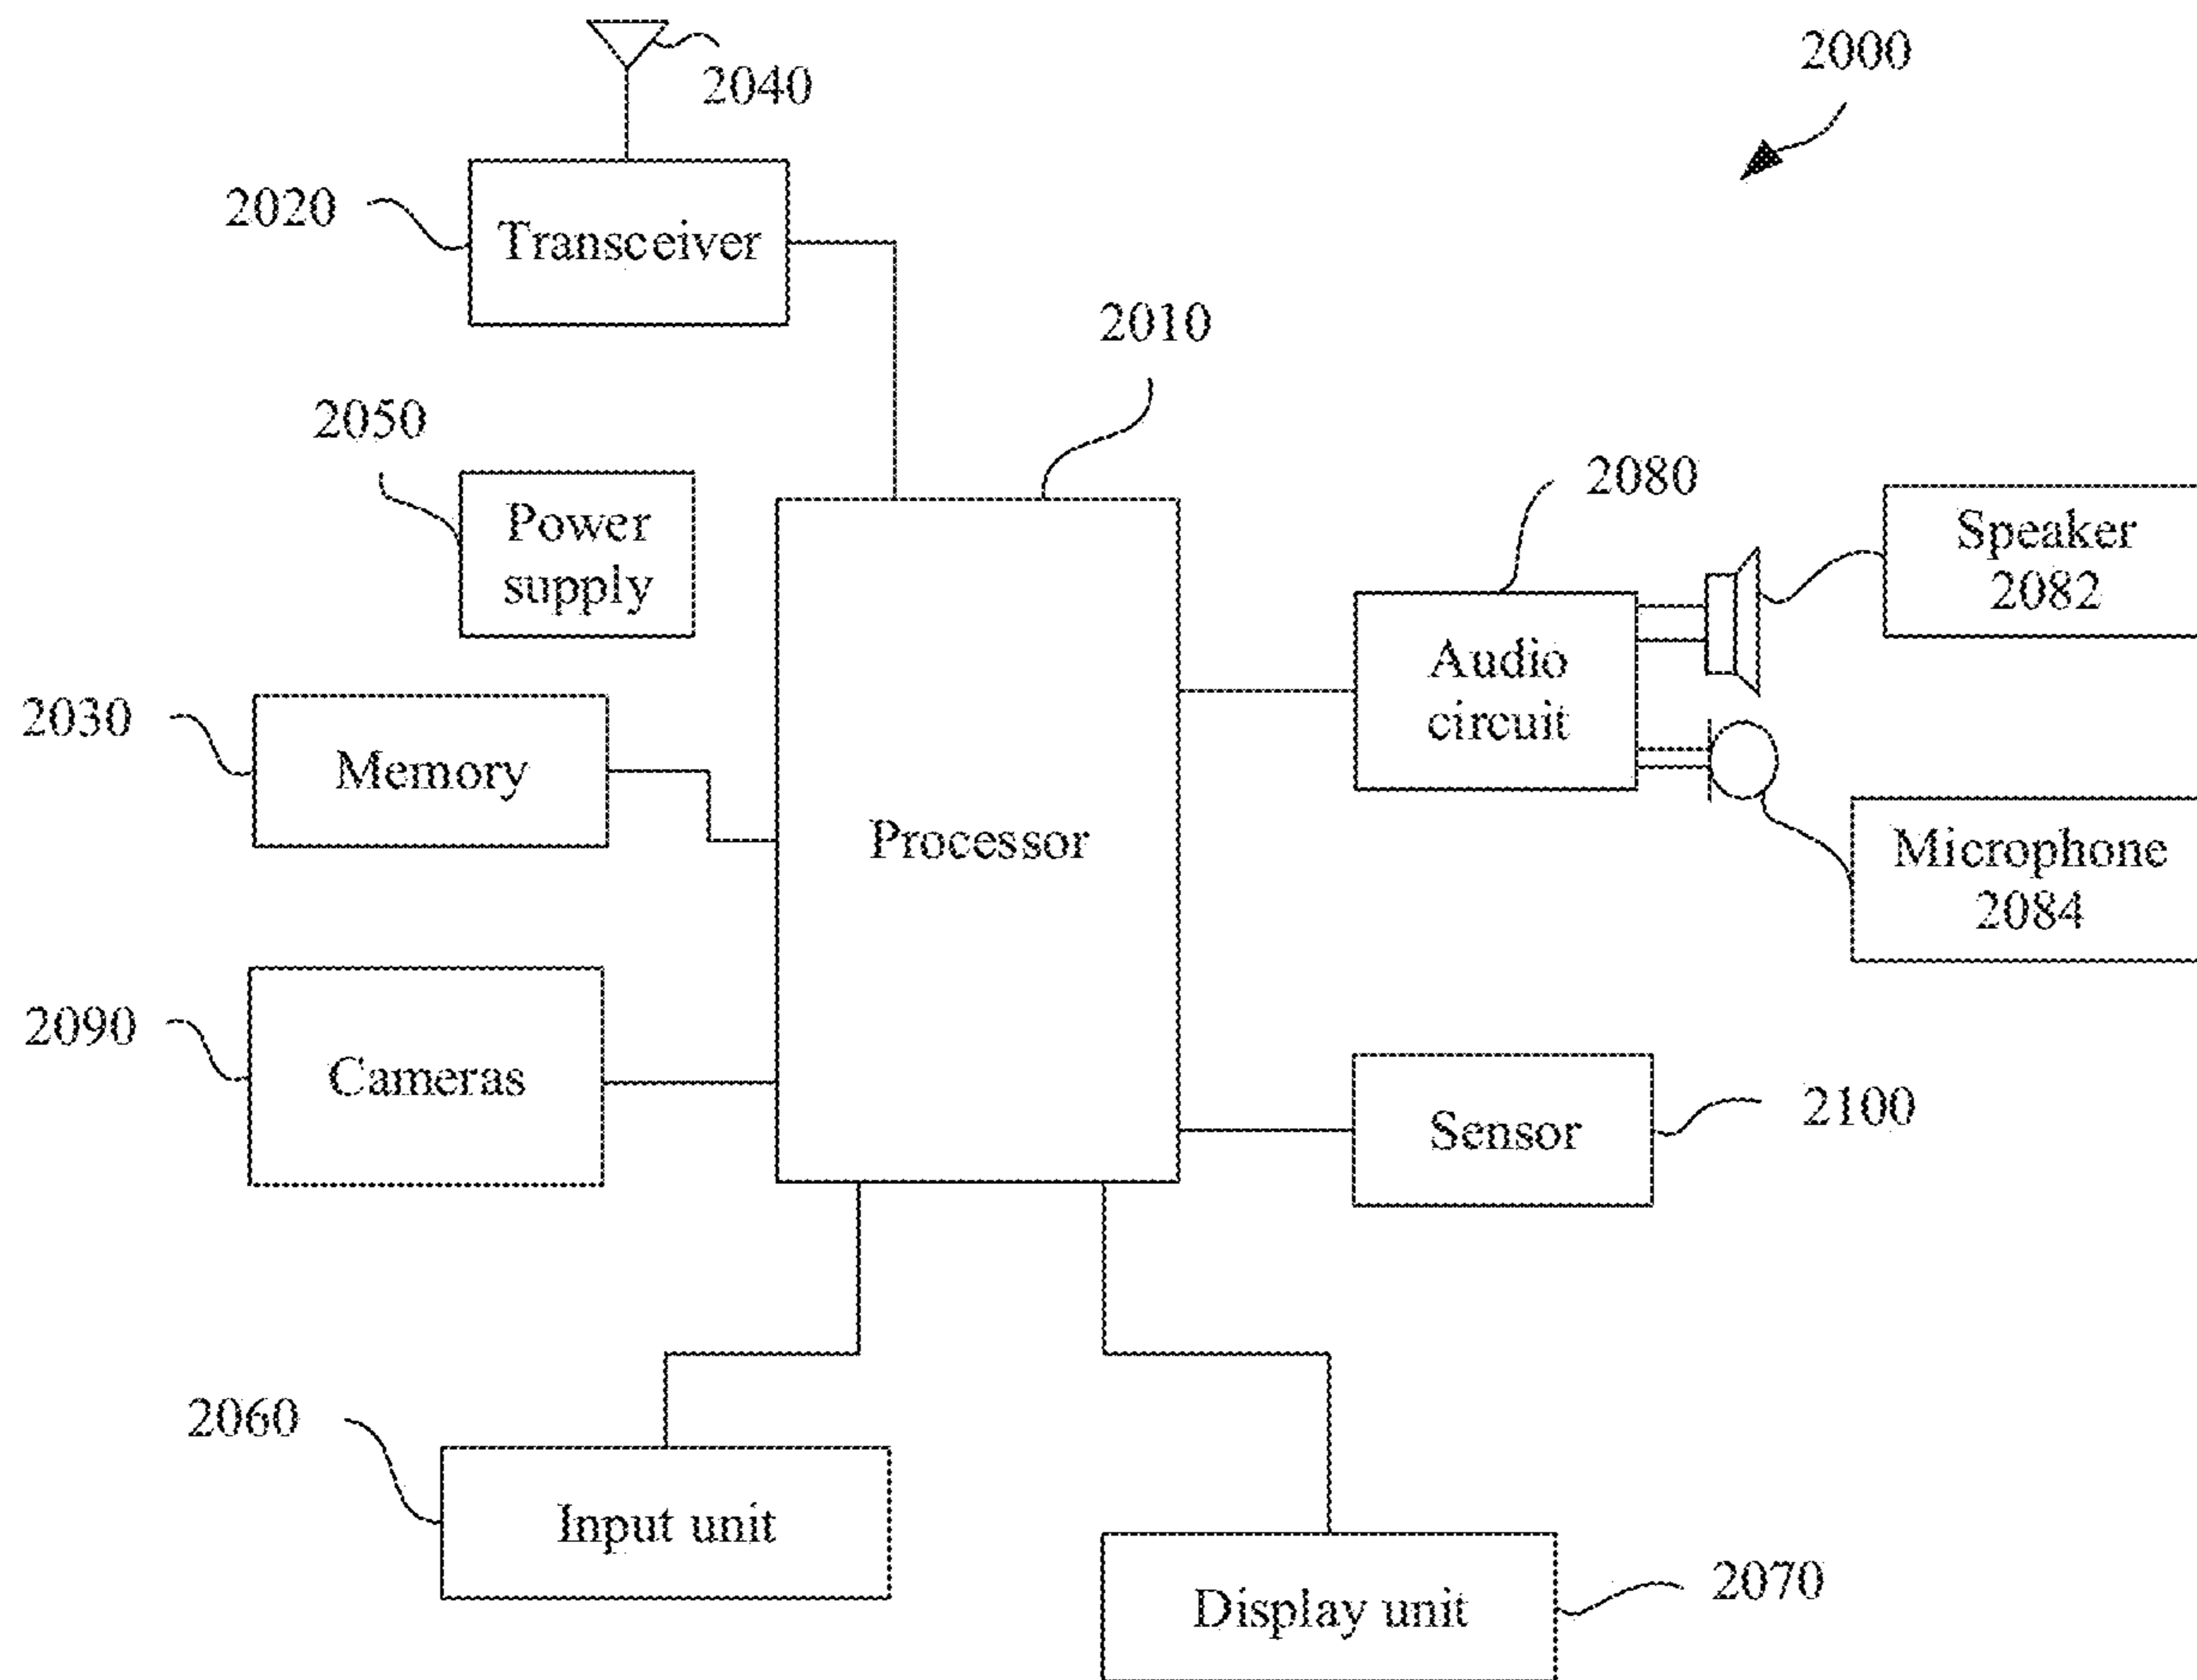 2040
2000
2020
Transceiver
2010
2050
Power
supply
2080
Speaker
2082
Audio
circuit
2030
Memory
Processor
Microphone
2084
2090
Cameras
Sensor
2100
2060
Input unit
Display unit
2070